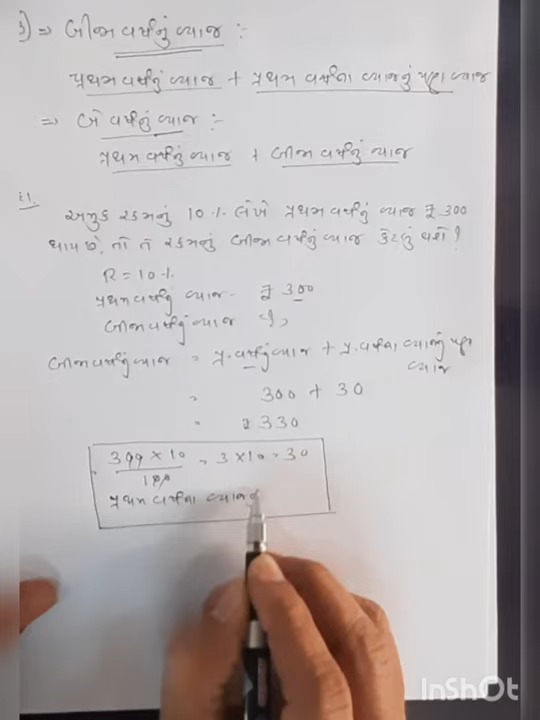 3) ⇒ બીજા વર્ષનું વ્યાજ :-
પ્રથમ વર્ષનું વ્યાજ + પ્રથમ વર્ષના વ્યાજનું પણ વ્યાજ
⇒ બે વર્ષનું વ્યાજ :-
પ્રથમ વર્ષનું વ્યાજ + બીજા વર્ષનું વ્યાજ
અમુક રકમનું 10% લેખે પ્રથમ વર્ષનું વ્યાજ ₹ 300
થાય છે, તો તે રકમનું બીજા વર્ષનું વ્યાજ કેટલું થશે?
R = 10%
પ્રથમ વર્ષનું વ્યાજ - ₹ 300
બીજા વર્ષનું વ્યાજ ?
બીજા વર્ષનું વ્યાજ = પ્ર. વર્ષનું વ્યાજ + પ્ર. વર્ષના વ્યાજનું પણ
વ્યાજ
= 300 + 30
= ₹ 330
300 × 10 = 3 × 10 = 30
100
પ્રથમ વર્ષના વ્યાજનું
InShOt